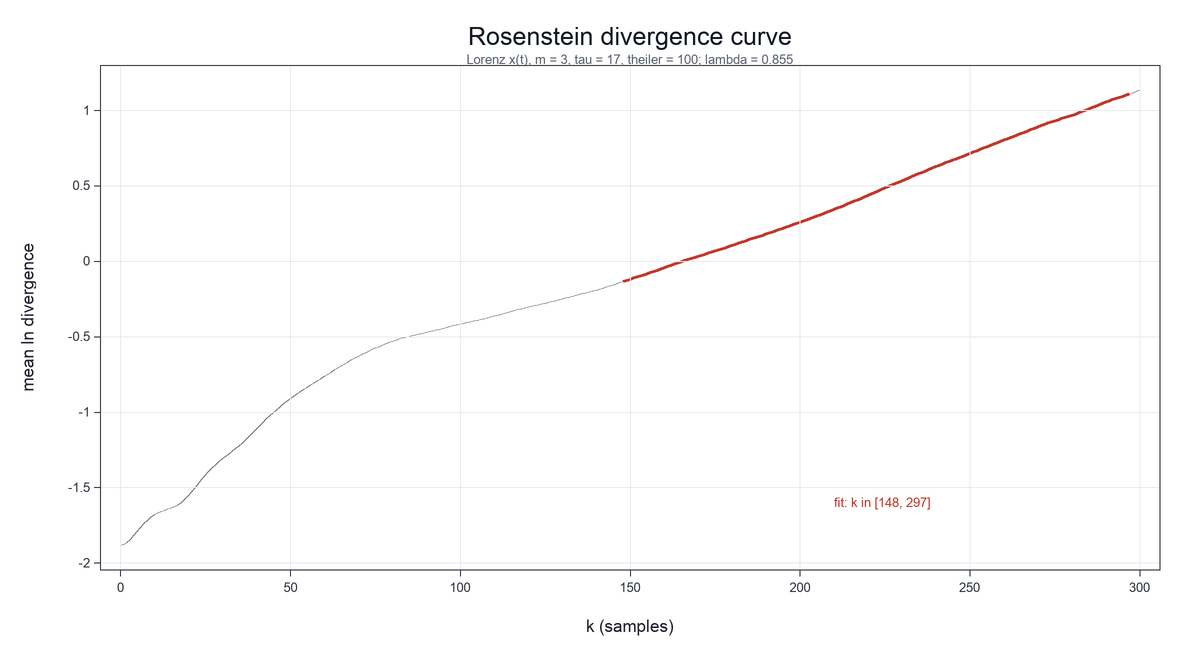 Rosenstein divergence curve
Lorenz x(t), m = 3, tau = 17, theiler = 100; lambda = 0.855
1
0.5
0
-0.5
-1
-1.5
-2
mean ln divergence
fit: k in [148, 297]
0 50 100 150 200 250 300
k (samples)